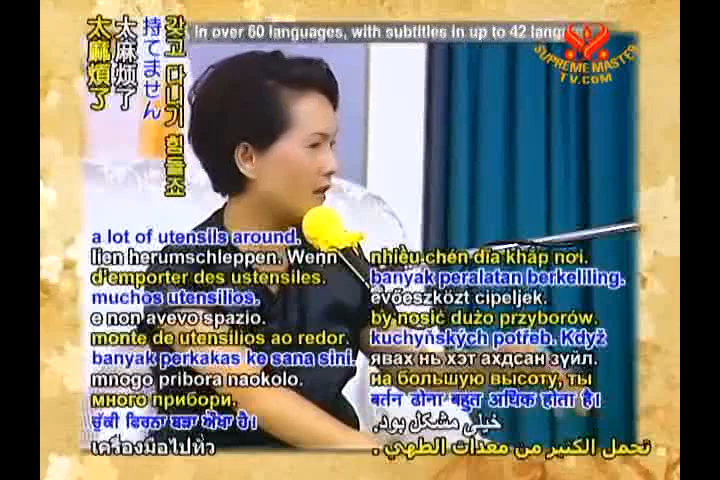 In over 60 languages, with subtitles in up to 42
SUPREME MASTER
TV.COM
太麻煩了
太麻煩了
持てません
갖고 다니기 힘들죠
a lot of utensils around.
lien herumschleppen. Wenn
d'emporter des ustensiles.
muchos utensilios.
e non avevo spazio.
monte de utensílios ao redor.
banyak perkakas ke sana sini.
mnogo pribora naokolo.
много прибори.
ਚੁੱਕੀ ਫਿਰਨਾ ਬੜਾ ਔਖਾ ਹੈ।
เครื่องมือไปทั่ว
nhiều chén dĩa khắp nơi.
banyak peralatan berkeliling.
evőeszközt cipeljek.
by nosić dużo przyborów.
kuchyňských potřeb. Když
явах нь хэт ахдсан зүйл.
на большую высоту, ты
बर्तन ढोना बहुत अधिक होता है।
خیلی مشکل بود.
تحمل الكثير من معدات الطهي .